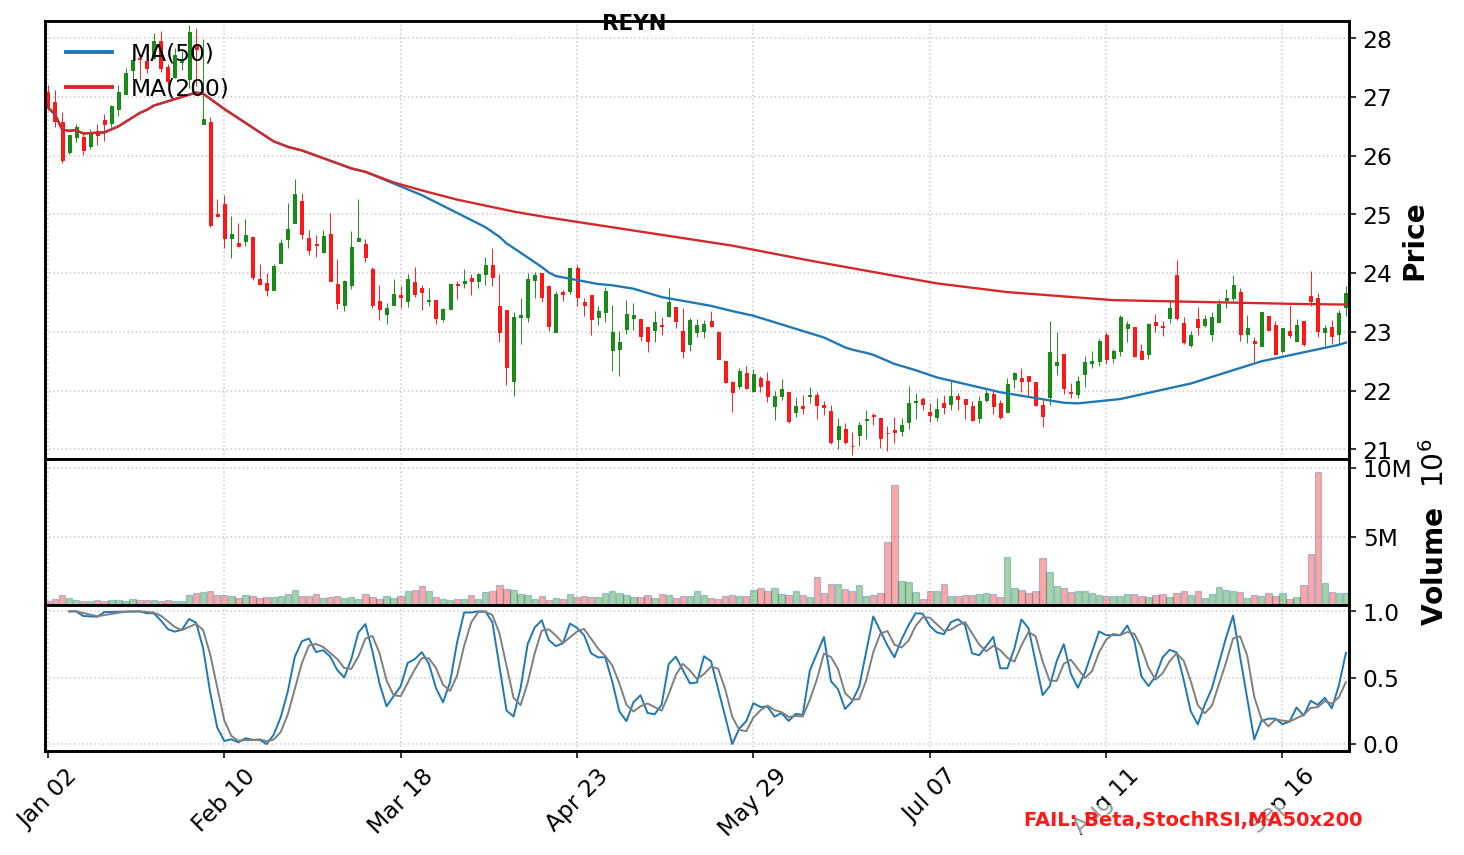 REYN
MA(50)
MA(200)
28
27
26
25
24
23
22
21
Price
10M
5M
Volume 10^6
1.0
0.5
0.0
Jan 02
Feb 10
Mar 18
Apr 23
May 29
Jul 07
Aug 11
Sep 16
FAIL: Beta,StochRSI,MA50x200